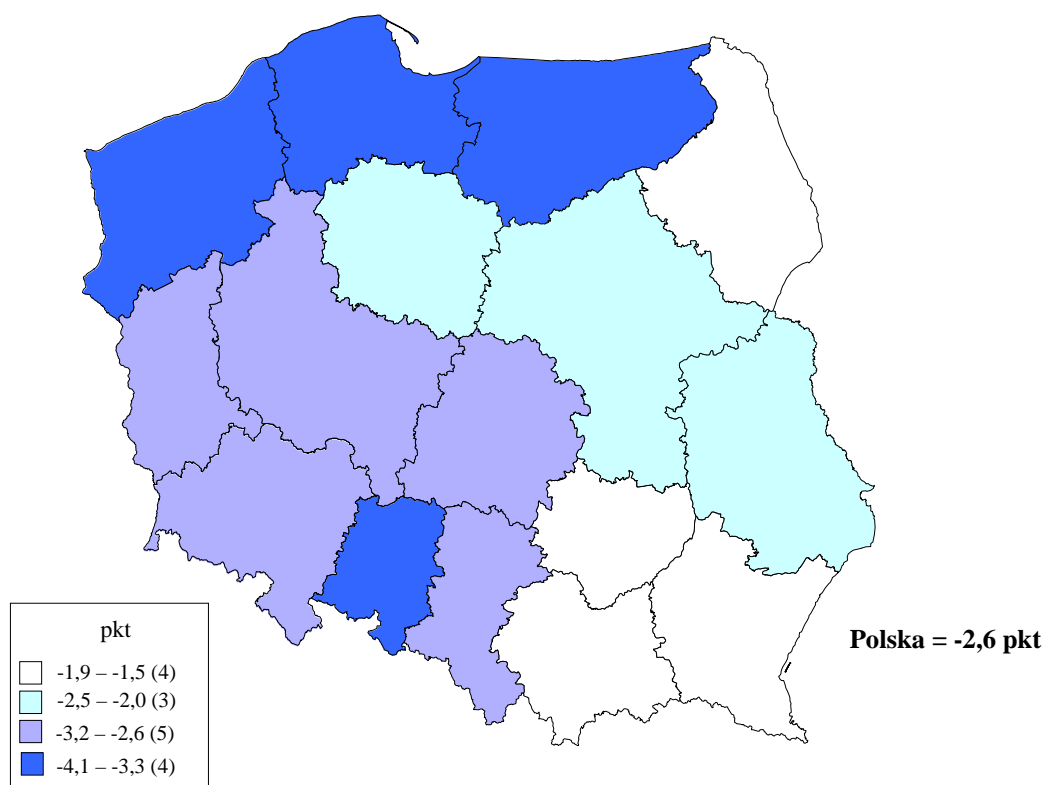 pkt
-1,9 – -1,5 (4)
-2,5 – -2,0 (3)
-3,2 – -2,6 (5)
-4,1 – -3,3 (4)
Polska = -2,6 pkt